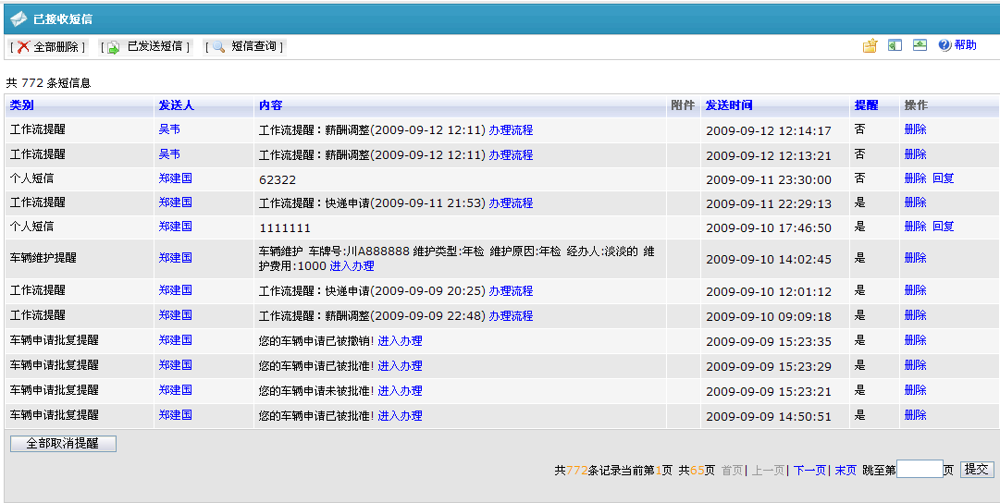 已接收短信
[ 全部删除 ] [ 已发送短信 ] [ 短信查询 ] 帮助
共 772 条短信息
类别 发送人 内容 附件 发送时间 提醒 操作
工作流提醒 吴韦 工作流提醒：薪酬调整(2009-09-12 12:11) 办理流程 2009-09-12 12:14:17 否 删除
工作流提醒 吴韦 工作流提醒：薪酬调整(2009-09-12 12:11) 办理流程 2009-09-12 12:13:21 否 删除
个人短信 郑建国 62322 2009-09-11 23:30:00 否 删除 回复
工作流提醒 郑建国 工作流提醒：快递申请(2009-09-11 21:53) 办理流程 2009-09-11 22:29:13 是 删除
个人短信 郑建国 1111111 2009-09-10 17:46:50 是 删除 回复
车辆维护提醒 郑建国 车辆维护 车牌号:川A888888 维护类型:年检 维护原因:年检 经办人:淡淡的 维
护费用:1000 进入办理 2009-09-10 14:02:45 是 删除
工作流提醒 郑建国 工作流提醒：快递申请(2009-09-09 20:25) 办理流程 2009-09-10 12:01:12 是 删除
工作流提醒 郑建国 工作流提醒：薪酬调整(2009-09-09 22:48) 办理流程 2009-09-10 09:09:18 是 删除
车辆申请批复提醒 郑建国 您的车辆申请已被撤销! 进入办理 2009-09-09 15:23:35 是 删除
车辆申请批复提醒 郑建国 您的车辆申请已被批准! 进入办理 2009-09-09 15:23:29 是 删除
车辆申请批复提醒 郑建国 您的车辆申请未被批准! 进入办理 2009-09-09 15:23:21 是 删除
车辆申请批复提醒 郑建国 您的车辆申请已被批准! 进入办理 2009-09-09 14:50:51 是 删除
全部取消提醒
共772条记录当前第1页 共65页 首页| 上一页| 下一页| 末页 跳至第 页 提交